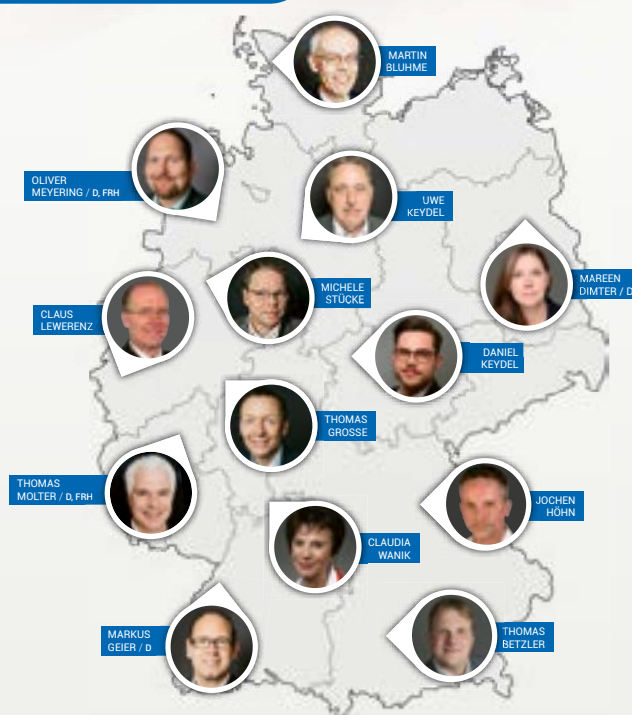 MARTIN
BLUHME
OLIVER
MEYERING / D, FRH
UWE
KEYDEL
MAREEN
DIMTER / D
MICHELE
STÜCKE
CLAUS
LEWERENZ
DANIEL
KEYDEL
THOMAS
GROSSE
THOMAS
MOLTER / D, FRH
JOCHEN
HÖHN
CLAUDIA
WANIK
MARKUS
GEIER / D
THOMAS
BETZLER